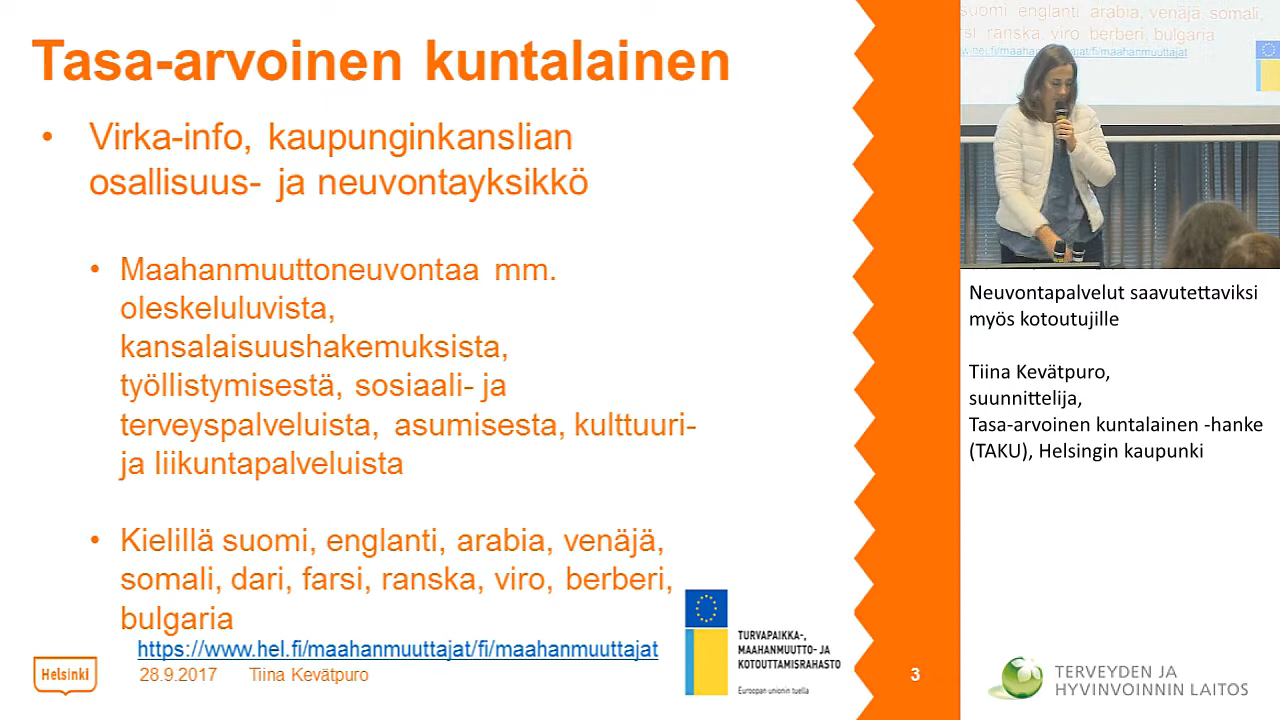 Tasa-arvoinen kuntalainen
• Virka-info, kaupunginkanslian
osallisuus- ja neuvontayksikkö
• Maahanmuuttoneuvontaa mm.
oleskeluluvista,
kansalaisuushakemuksista,
työllistymisestä, sosiaali- ja
terveyspalveluista, asumisesta, kulttuuri-
ja liikuntapalveluista
• Kielillä suomi, englanti, arabia, venäjä,
somali, dari, farsi, ranska, viro, berberi,
bulgaria
https://www.hel.fi/maahanmuuttajat/fi/maahanmuuttajat
Helsinki
28.9.2017 Tiina Kevätpuro
TURVAPAIKKA-,
MAAHANMUUTTO- JA
KOTOUTTAMISRAHASTO
Euroopan unionin tuella
3
suomi englanti arabia, venäjä, somali,
ranska, viro berberi, bulgaria
Neuvontapalvelut saavutettaviksi
myös kotoutujille
Tiina Kevätpuro,
suunnittelija,
Tasa-arvoinen kuntalainen -hanke
(TAKU), Helsingin kaupunki
TERVEYDEN JA
HYVINVOINNIN LAITOS